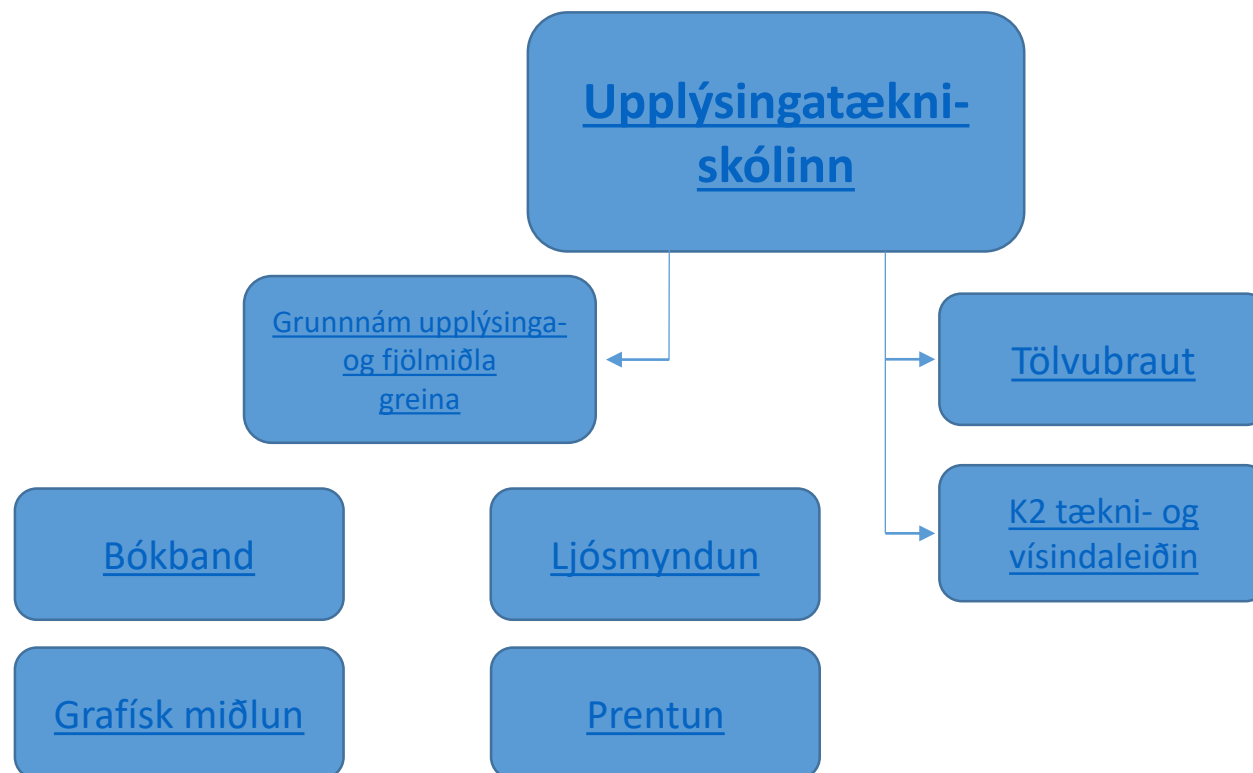 Upplýsingatækni-
skólinn
Grunnnám upplýsinga-
og fjölmiðla
greina
Tölvubraut
K2 tækni- og
vísindaleiðin
Bókband
Ljósmyndun
Grafísk miðlun
Prentun